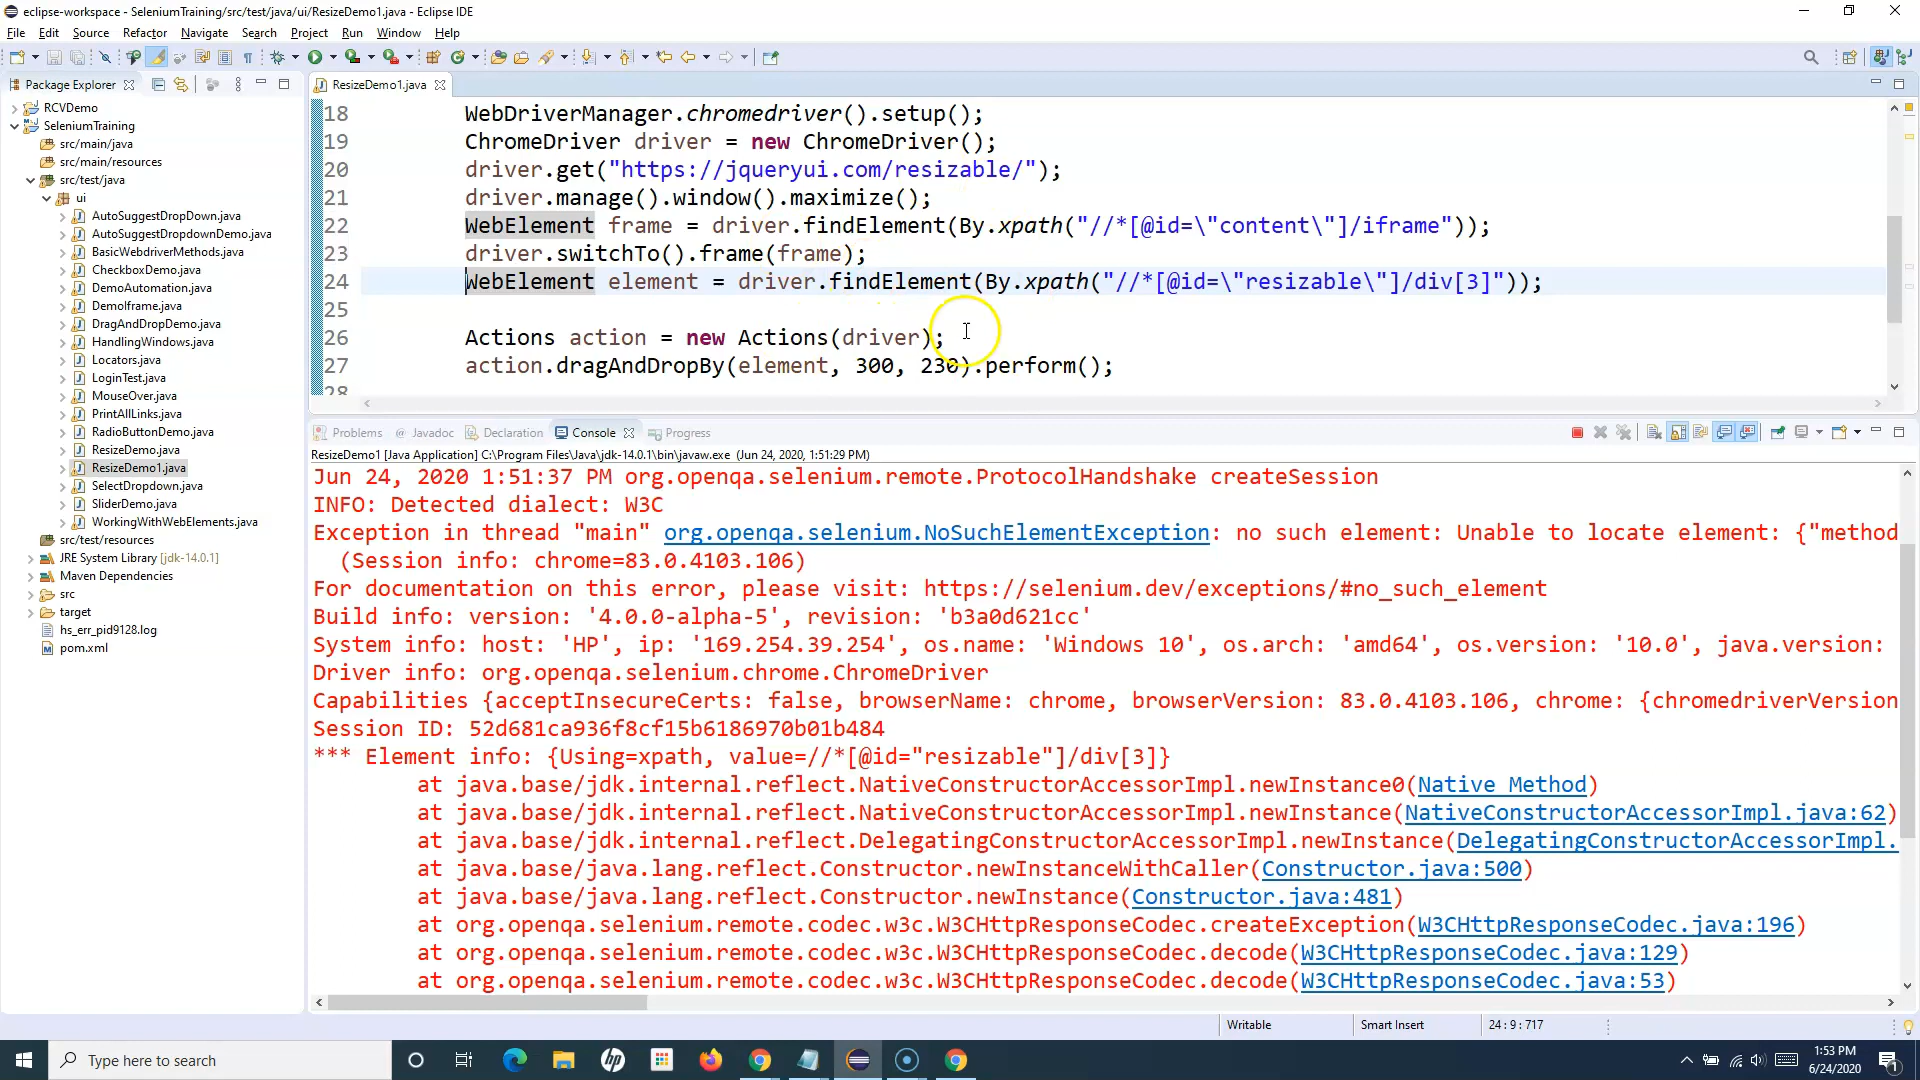 eclipse-workspace - SeleniumTraining/src/test/java/ui/ResizeDemo1.java - Eclipse IDE
File Edit Source Refactor Navigate Search Project Run Window Help
Package Explorer
RCVDemo
SeleniumTraining
src/main/java
src/main/resources
src/test/java
ui
AutoSuggestDropDown.java
AutoSuggestDropdownDemo.java
BasicWebdriverMethods.java
CheckboxDemo.java
DemoAutomation.java
DemoIframe.java
DragAndDropDemo.java
HandlingWindows.java
Locators.java
LoginTest.java
MouseOver.java
PrintAllLinks.java
RadioButtonDemo.java
ResizeDemo.java
ResizeDemo1.java
SelectDropdown.java
SliderDemo.java
WorkingWithWebElements.java
src/test/resources
JRE System Library [jdk-14.0.1]
Maven Dependencies
src
target
hs_err_pid9128.log
pom.xml
ResizeDemo1.java
18 WebDriverManager.chromedriver().setup();
19 ChromeDriver driver = new ChromeDriver();
20 driver.get("https://jqueryui.com/resizable/");
21 driver.manage().window().maximize();
22 WebElement frame = driver.findElement(By.xpath("//*[@id=\"content\"]/iframe"));
23 driver.switchTo().frame(frame);
24 WebElement element = driver.findElement(By.xpath("//*[@id=\"resizable\"]/div[3]"));
25
26 Actions action = new Actions(driver);
27 action.dragAndDropBy(element, 300, 230).perform();
28
Problems @ Javadoc Declaration Console Progress
ResizeDemo1 [Java Application] C:\Program Files\Java\jdk-14.0.1\bin\javaw.exe (Jun 24, 2020, 1:51:29 PM)
Jun 24, 2020 1:51:37 PM org.openqa.selenium.remote.ProtocolHandshake createSession
INFO: Detected dialect: W3C
Exception in thread "main" org.openqa.selenium.NoSuchElementException: no such element: Unable to locate element: {"method
(Session info: chrome=83.0.4103.106)
For documentation on this error, please visit: https://selenium.dev/exceptions/#no_such_element
Build info: version: '4.0.0-alpha-5', revision: 'b3a0d621cc'
System info: host: 'HP', ip: '169.254.39.254', os.name: 'Windows 10', os.arch: 'amd64', os.version: '10.0', java.version:
Driver info: org.openqa.selenium.chrome.ChromeDriver
Capabilities {acceptInsecureCerts: false, browserName: chrome, browserVersion: 83.0.4103.106, chrome: {chromedriverVersion
Session ID: 52d681ca936f8cf15b6186970b01b484
*** Element info: {Using=xpath, value=//*[@id="resizable"]/div[3]}
at java.base/jdk.internal.reflect.NativeConstructorAccessorImpl.newInstance0(Native Method)
at java.base/jdk.internal.reflect.NativeConstructorAccessorImpl.newInstance(NativeConstructorAccessorImpl.java:62)
at java.base/jdk.internal.reflect.DelegatingConstructorAccessorImpl.newInstance(DelegatingConstructorAccessorImpl.
at java.base/java.lang.reflect.Constructor.newInstanceWithCaller(Constructor.java:500)
at java.base/java.lang.reflect.Constructor.newInstance(Constructor.java:481)
at org.openqa.selenium.remote.codec.w3c.W3CHttpResponseCodec.createException(W3CHttpResponseCodec.java:196)
at org.openqa.selenium.remote.codec.w3c.W3CHttpResponseCodec.decode(W3CHttpResponseCodec.java:129)
at org.openqa.selenium.remote.codec.w3c.W3CHttpResponseCodec.decode(W3CHttpResponseCodec.java:53)
Writable Smart Insert 24 : 9 : 717
Type here to search
1:53 PM
6/24/2020